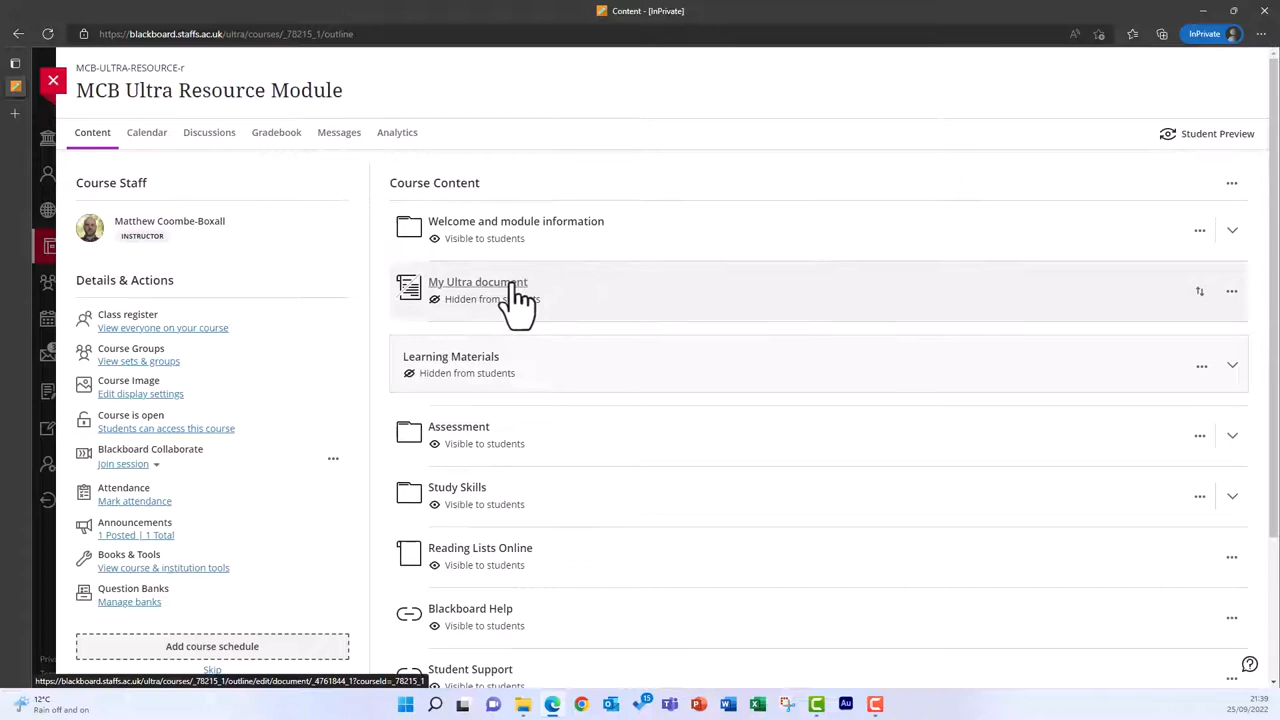 Content - [InPrivate]
https://blackboard.staffs.ac.uk/ultra/courses/_78215_1/outline
InPrivate
MCB-ULTRA-RESOURCE-r
MCB Ultra Resource Module
Content
Calendar
Discussions
Gradebook
Messages
Analytics
Student Preview
Course Staff
Matthew Coombe-Boxall
INSTRUCTOR
Details & Actions
Class register
View everyone on your course
Course Groups
View sets & groups
Course Image
Edit display settings
Course is open
Students can access this course
Blackboard Collaborate
Join session
Attendance
Mark attendance
Announcements
1 Posted | 1 Total
Books & Tools
View course & institution tools
Question Banks
Manage banks
Add course schedule
Skip
Course Content
Welcome and module information
Visible to students
My Ultra document
Hidden from
Learning Materials
Hidden from students
Assessment
Visible to students
Study Skills
Visible to students
Reading Lists Online
Visible to students
Blackboard Help
Visible to students
Student Support
Visible to students
https://blackboard.staffs.ac.uk/ultra/courses/_78215_1/outline/edit/document/_4761844_1?courseId=_78215_1
12°C
Rain off and on
15
21:39
25/09/2022